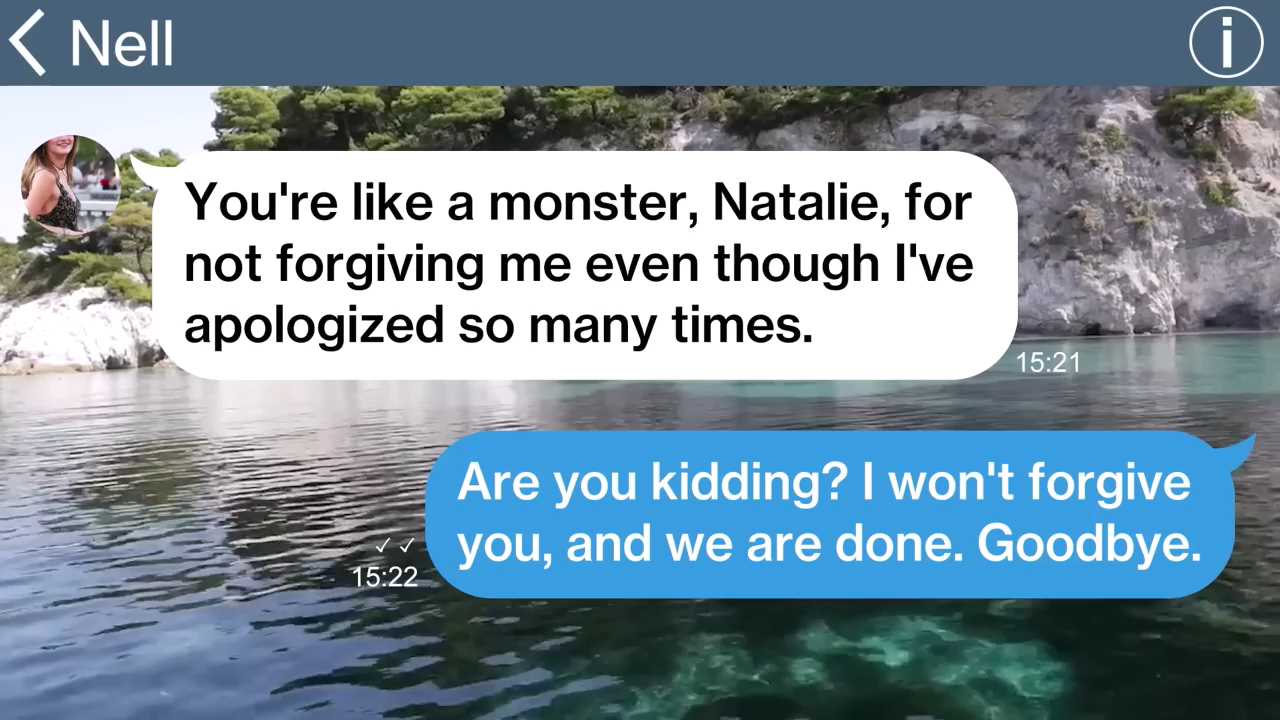 Nell
You're like a monster, Natalie, for
not forgiving me even though I've
apologized so many times.
15:21
Are you kidding? I won't forgive
you, and we are done. Goodbye.
15:22